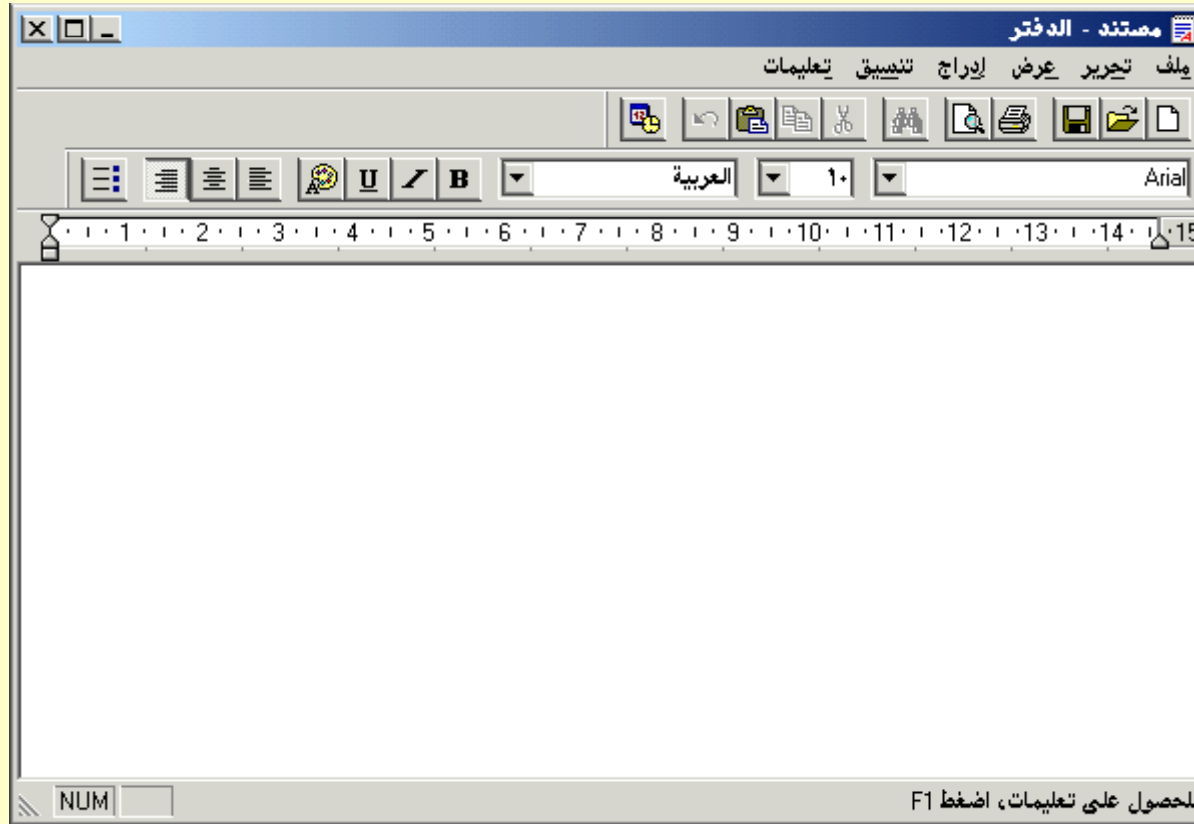 مستند - الدفتر
ملف تحرير عرض إدراج تنسيق تعليمات
B U
Arial ١٠ العربية
1 2 3 4 5 6 7 8 9 10 11 12 13 14 15
للحصول على تعليمات، اضغط F1
NUM